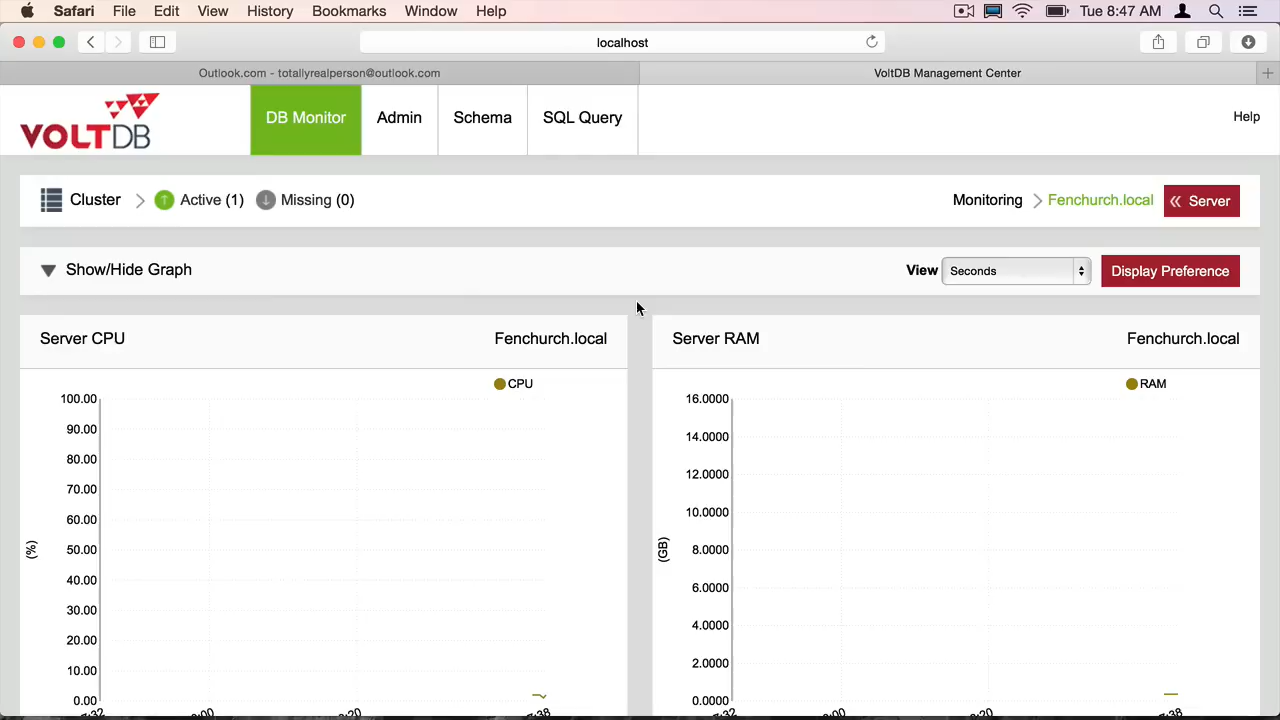 Safari File Edit View History Bookmarks Window Help Tue 8:47 AM
localhost
Outlook.com - totallyrealperson@outlook.com VoltDB Management Center
VOLTDB DB Monitor Admin Schema SQL Query Help
Cluster Active (1) Missing (0) Monitoring Fenchurch.local « Server
Show/Hide Graph View Seconds Display Preference
Server CPU Fenchurch.local
CPU
100.00
90.00
80.00
70.00
60.00
50.00
40.00
30.00
20.00
10.00
0.00
(%)
Server RAM Fenchurch.local
RAM
16.0000
14.0000
12.0000
10.0000
8.0000
6.0000
4.0000
2.0000
0.0000
(GB)